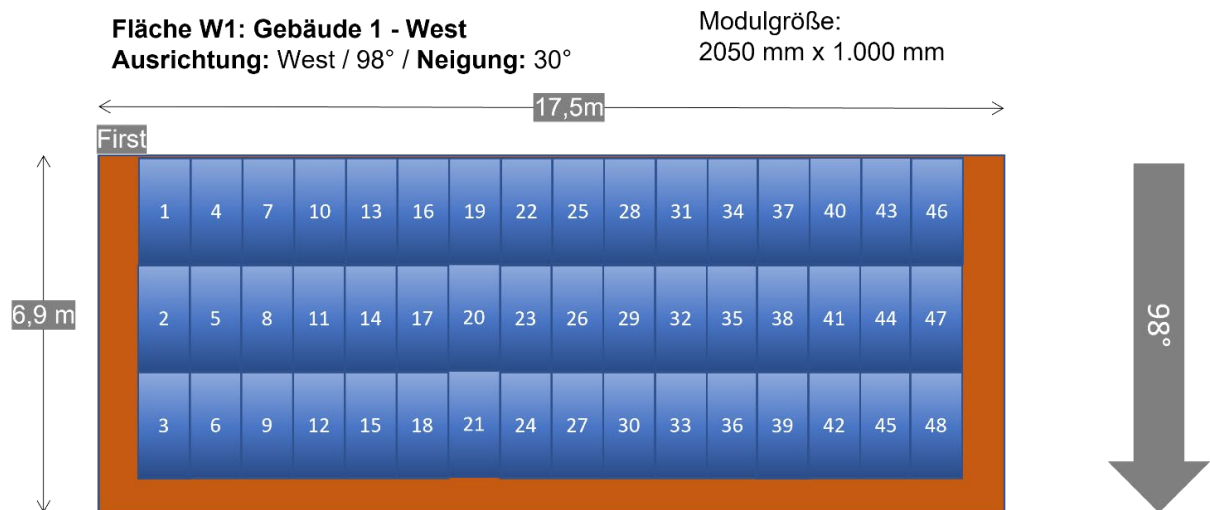 Fläche W1: Gebäude 1 - West
Ausrichtung: West / 98° / Neigung: 30°
Modulgröße:
2050 mm x 1.000 mm
17,5m
First
1 4 7 10 13 16 19 22 25 28 31 34 37 40 43 46
6,9 m
2 5 8 11 14 17 20 23 26 29 32 35 38 41 44 47
98°
3 6 9 12 15 18 21 24 27 30 33 36 39 42 45 48